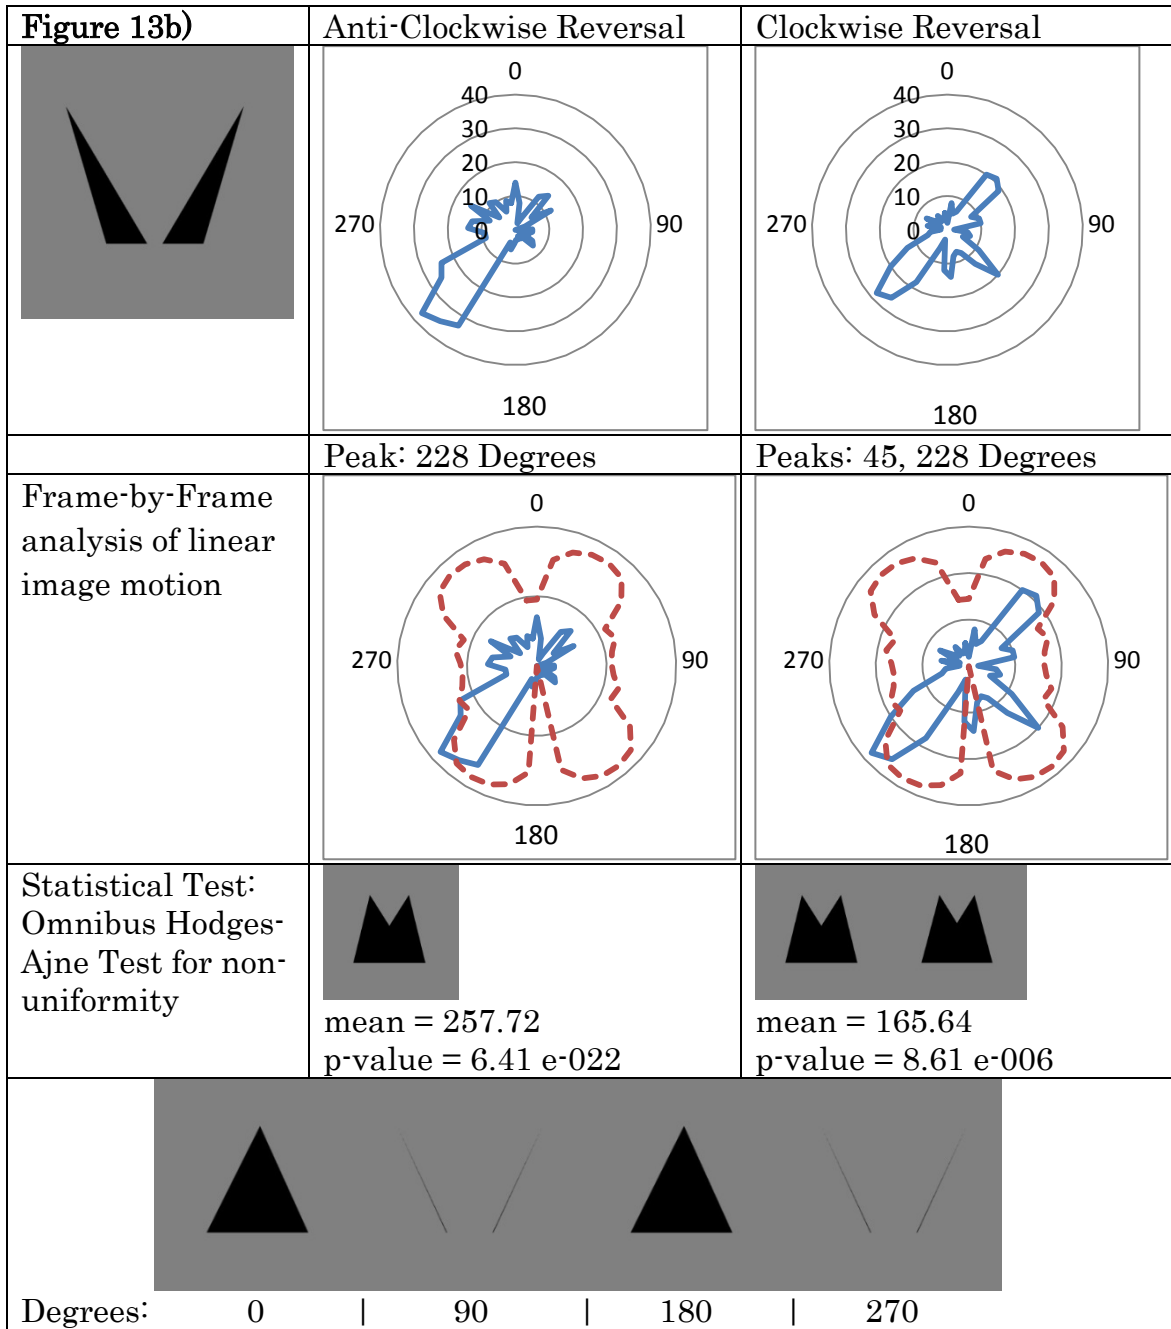 Figure 13b)
Anti-Clockwise Reversal
Clockwise Reversal
0
40
30
20
10
0
270
90
180
0
40
30
20
10
0
270
90
180
Peak: 228 Degrees
Peaks: 45, 228 Degrees
Frame-by-Frame
analysis of linear
image motion
0
270
90
180
0
270
90
180
Statistical Test:
Omnibus Hodges-
Ajne Test for non-
uniformity
mean = 257.72
p-value = 6.41 e-022
mean = 165.64
p-value = 8.61 e-006
Degrees: 0 | 90 | 180 | 270